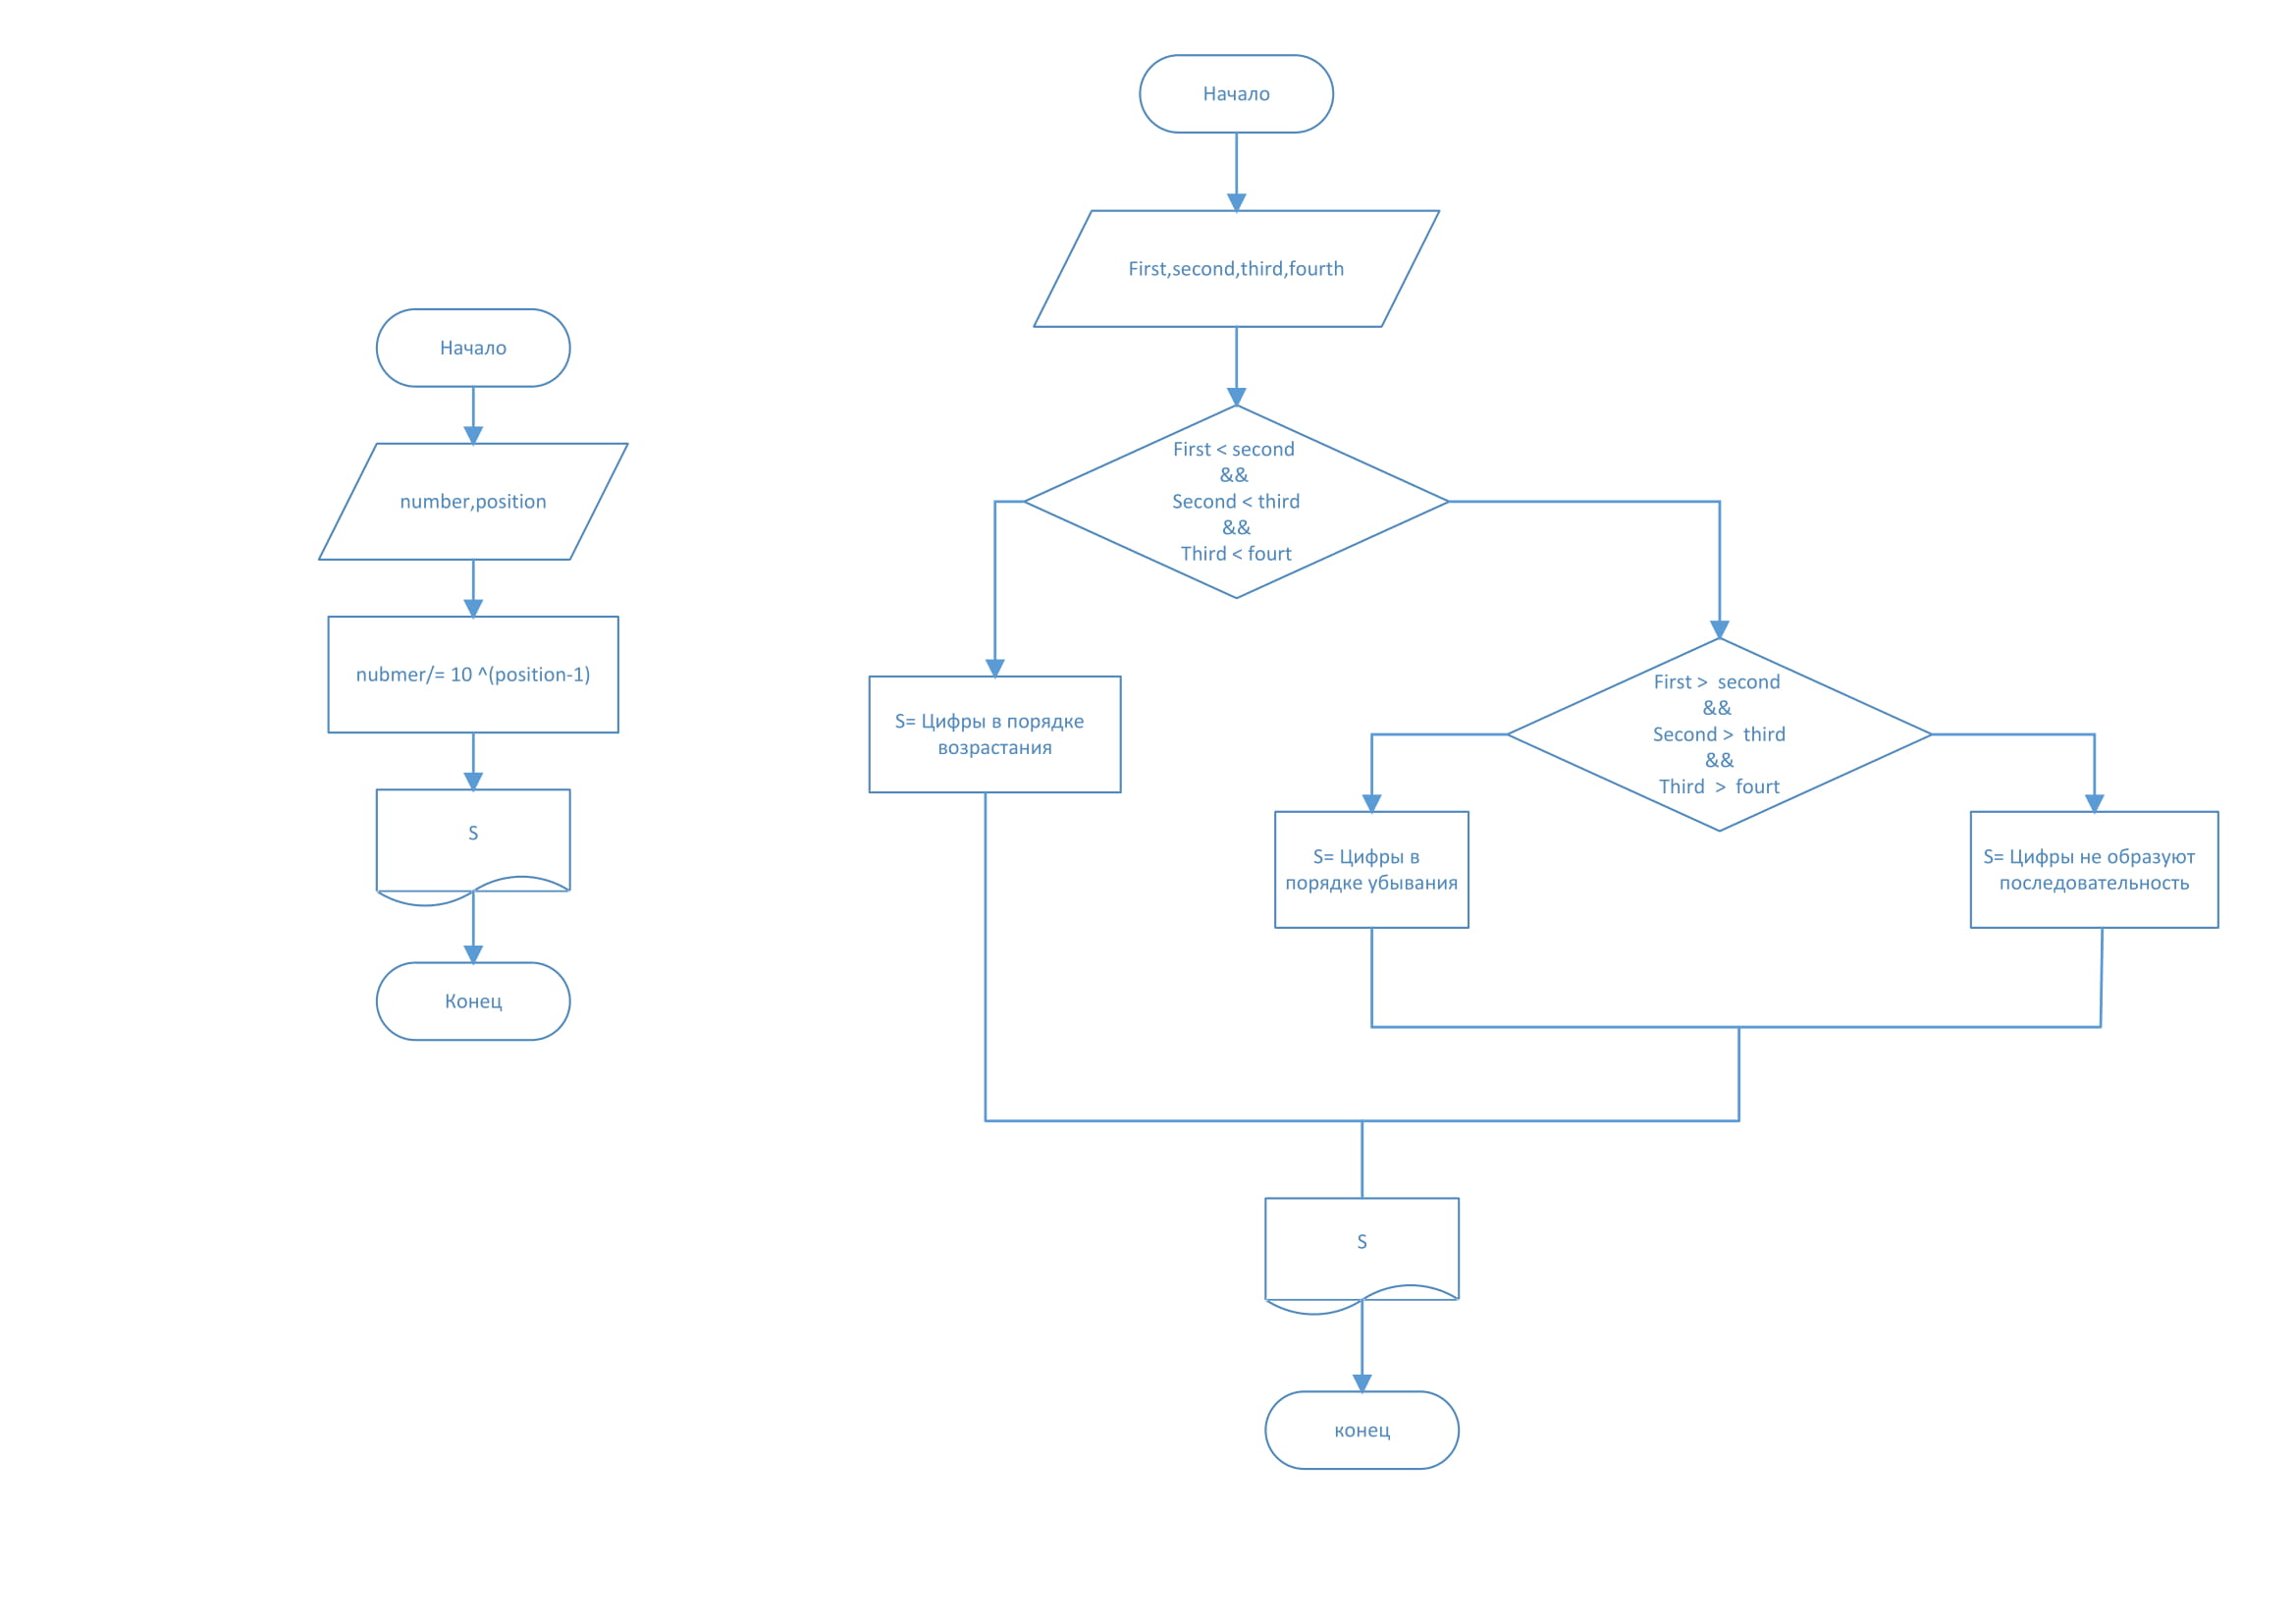 Начало
number,position
nubmer/= 10 ^(position-1)
S
Конец
Начало
First,second,third,fourth
First < second
&&
Second < third
&&
Third < fourt
S= Цифры в порядке
возрастания
First >  second
&&
Second >  third
&&
Third  >  fourt
S= Цифры в
порядке убывания
S= Цифры не образуют
последовательность
S
конец